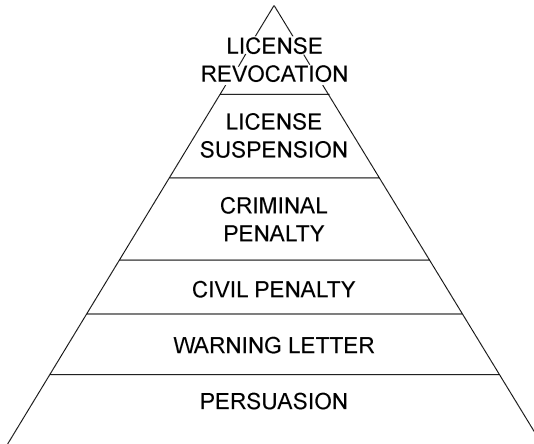 LICENSE
REVOCATION
LICENSE
SUSPENSION
CRIMINAL
PENALTY
CIVIL PENALTY
WARNING LETTER
PERSUASION